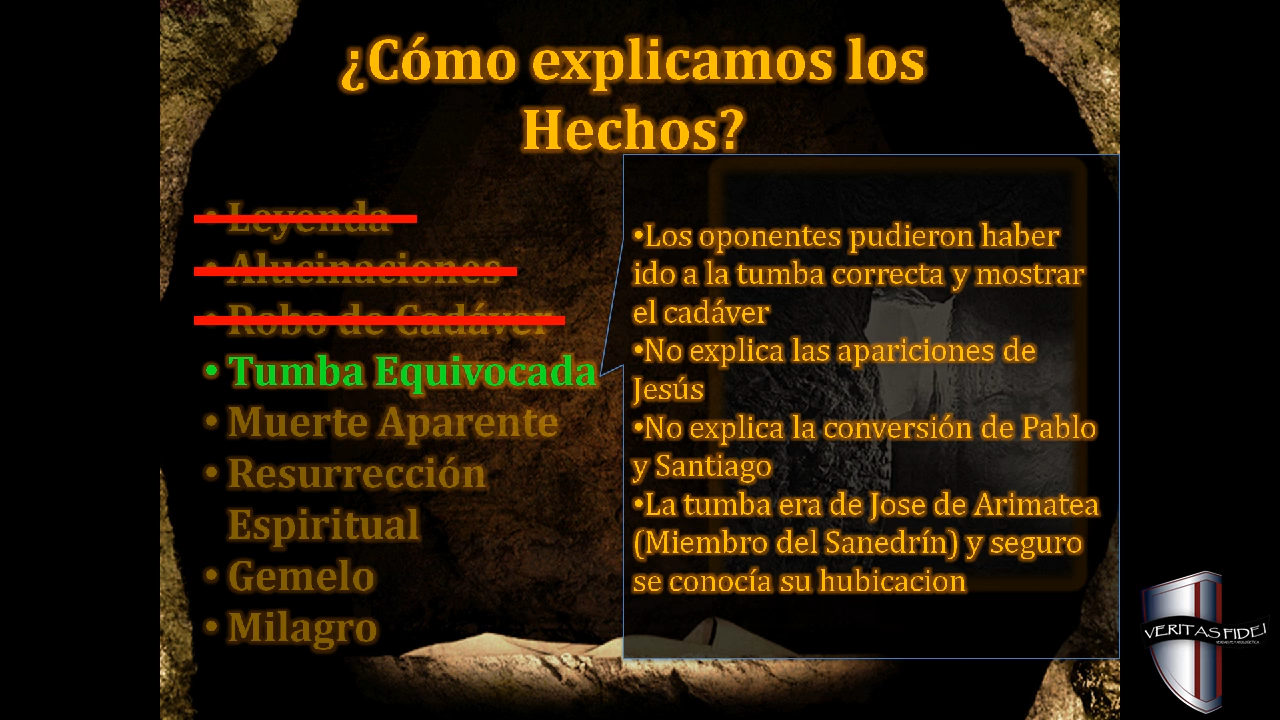 ¿Cómo explicamos los
Hechos?
• Leyenda
• Alucinaciones
• Robo de Cadáver
• Tumba Equivocada
• Muerte Aparente
• Resurrección
Espiritual
• Gemelo
• Milagro
•Los oponentes pudieron haber
ido a la tumba correcta y mostrar
el cadáver
•No explica las apariciones de
Jesús
•No explica la conversión de Pablo
y Santiago
•La tumba era de Jose de Arimatea
(Miembro del Sanedrín) y seguro
se conocía su hubicacion
VERITAS FIDEI